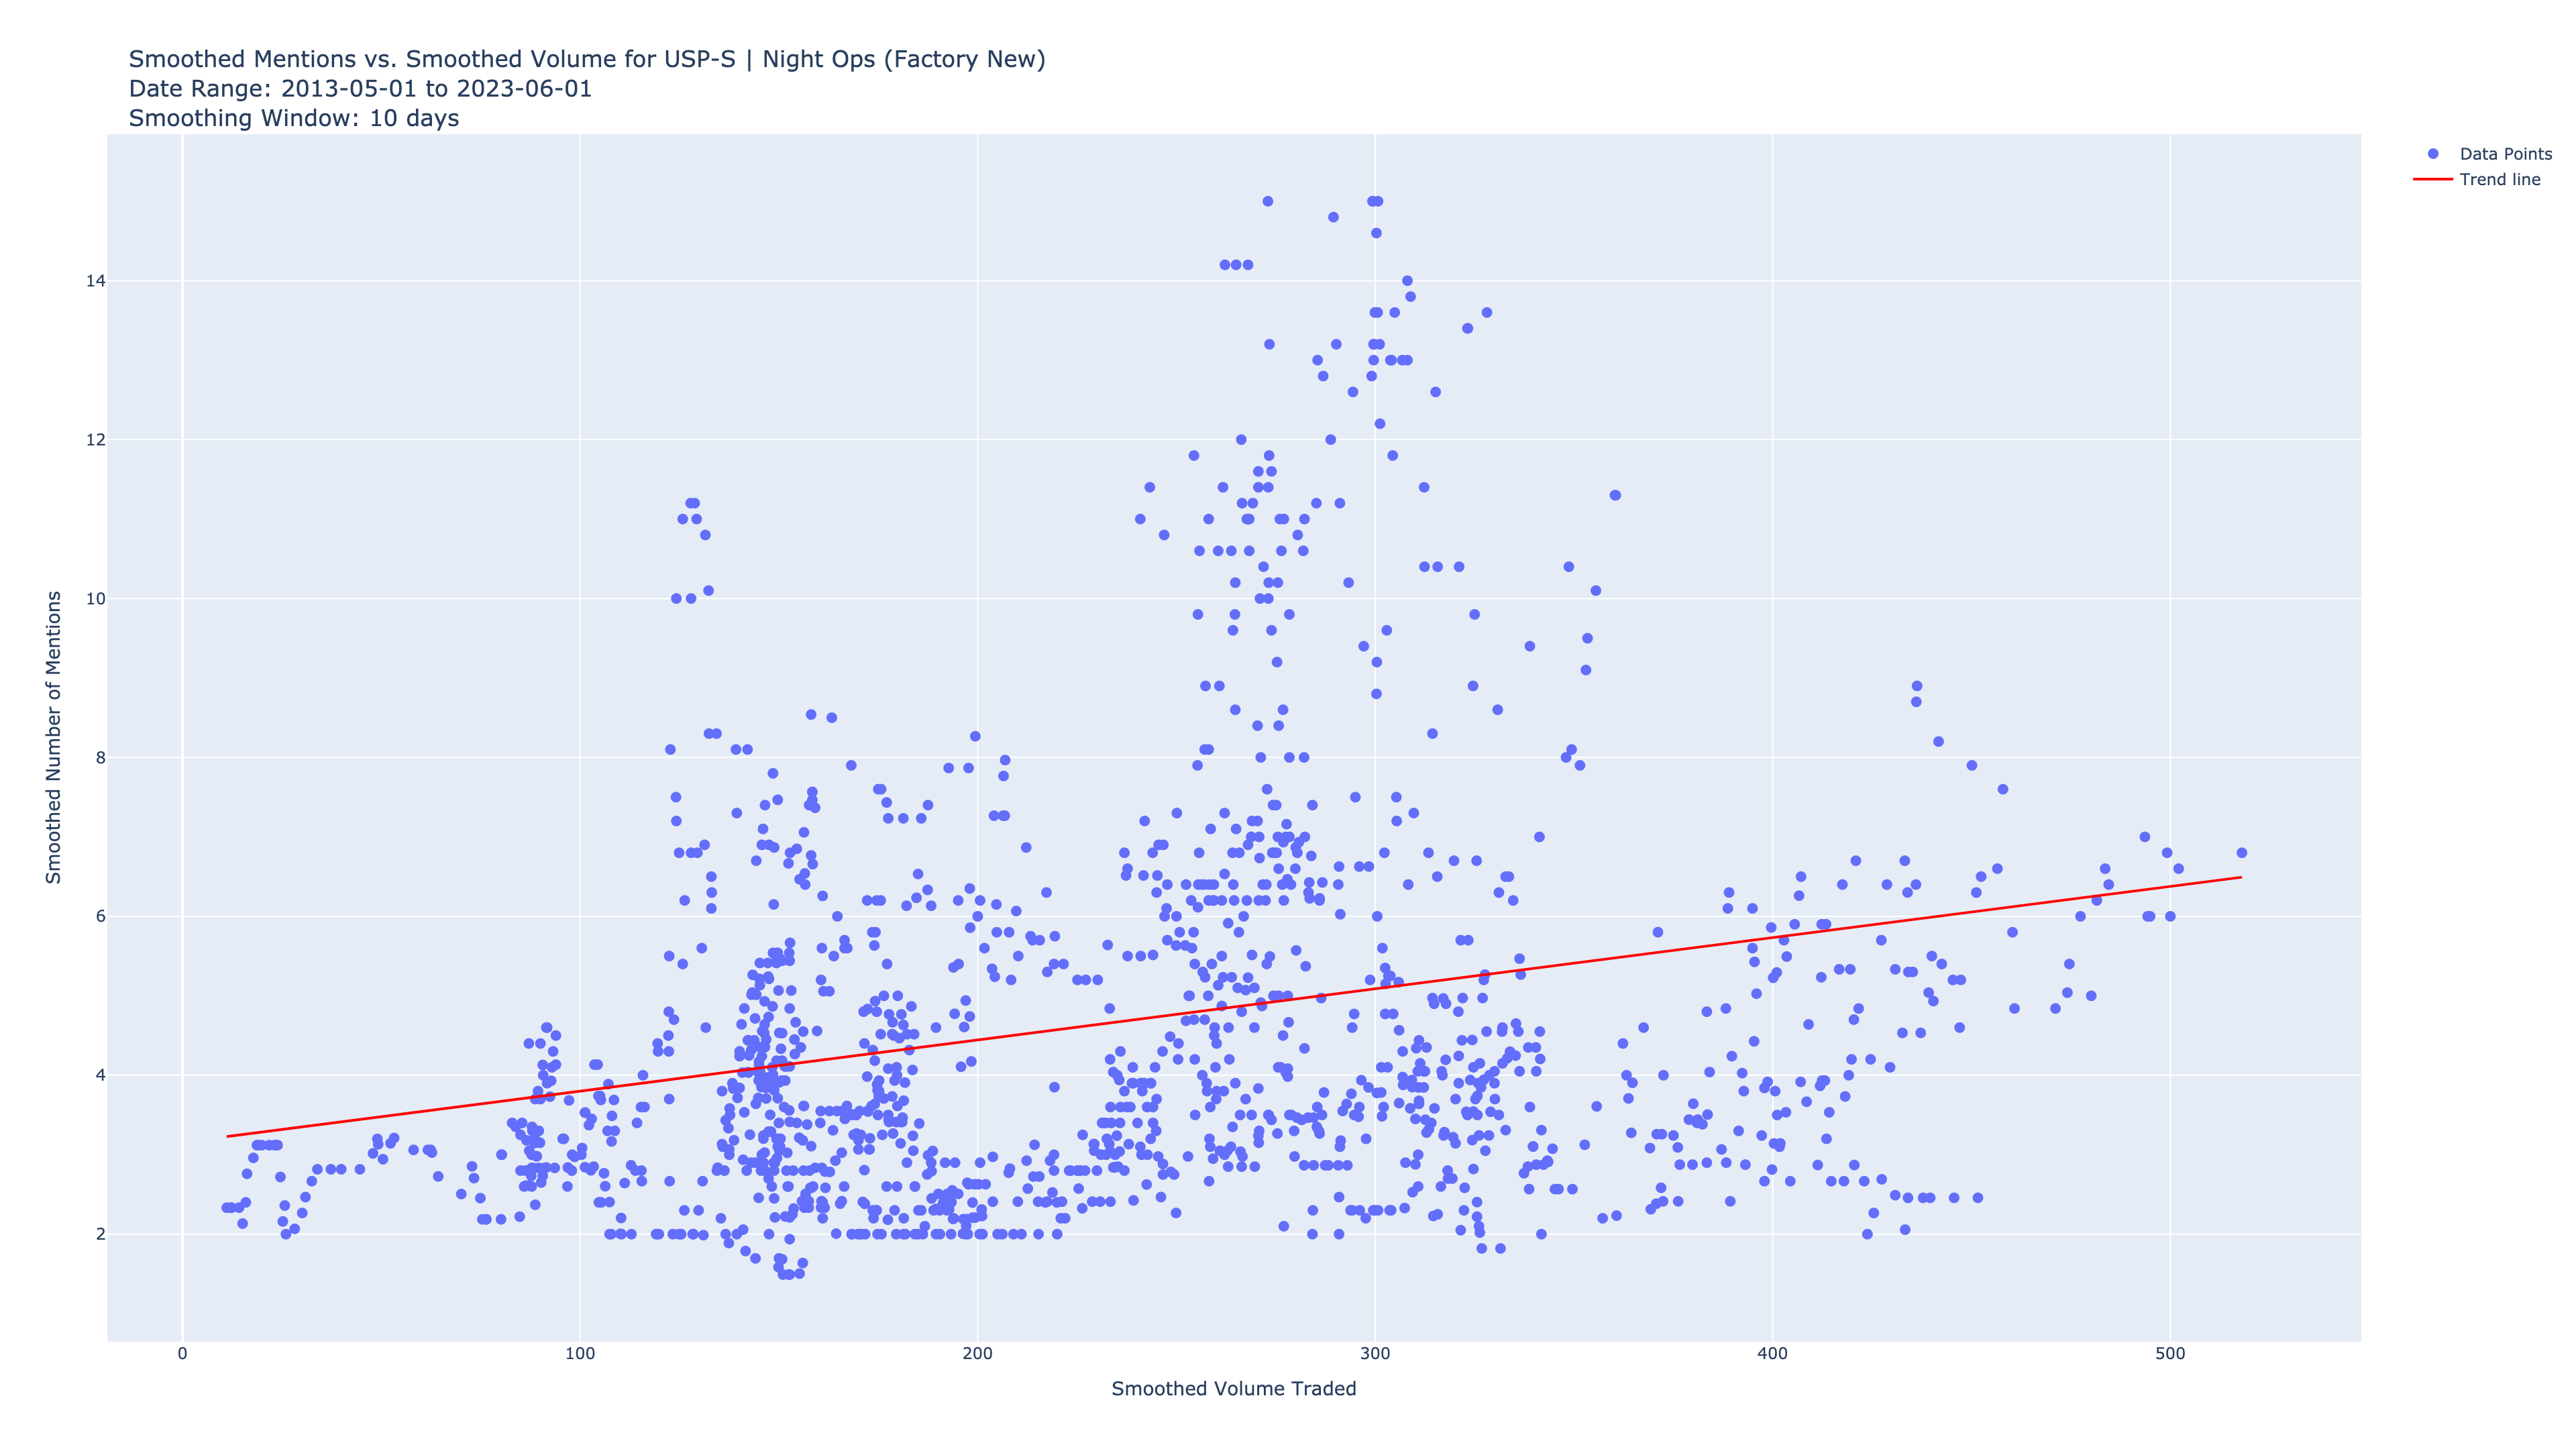 Smoothed Mentions vs. Smoothed Volume for USP-S | Night Ops (Factory New)
Date Range: 2013-05-01 to 2023-06-01
Smoothing Window: 10 days
Data Points
Trend line
Smoothed Number of Mentions
14
12
10
8
6
4
2
0
100
200
300
400
500
Smoothed Volume Traded